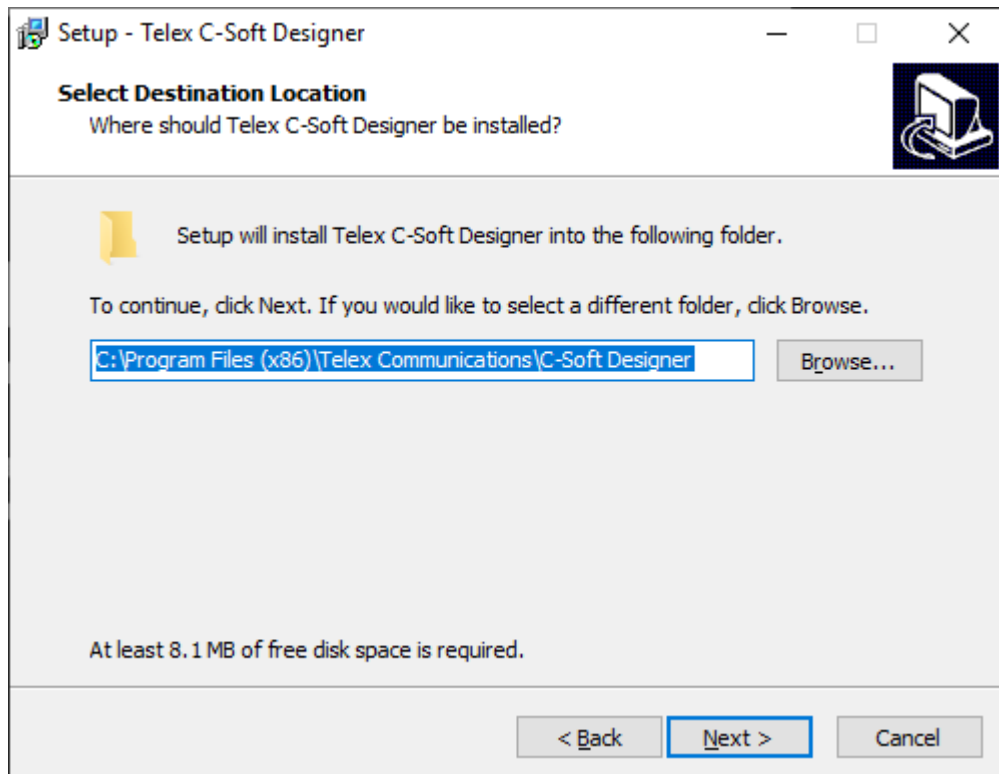 Setup - Telex C-Soft Designer
Select Destination Location
Where should Telex C-Soft Designer be installed?
Setup will install Telex C-Soft Designer into the following folder.
To continue, click Next. If you would like to select a different folder, click Browse.
C:\Program Files (x86)\Telex Communications\C-Soft Designer
Browse...
At least 8.1 MB of free disk space is required.
< Back
Next >
Cancel